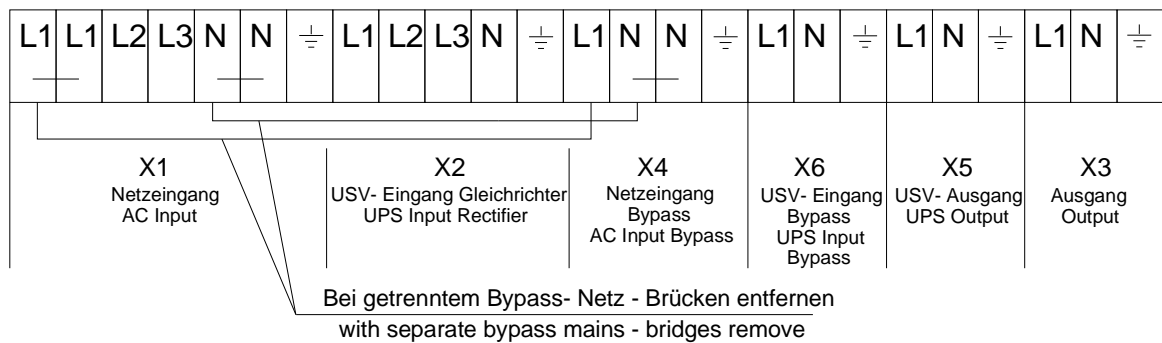 L1 L1 L2 L3 N N L1 L2 L3 N L1 N N L1 N L1 N L1 N
X1
Netzeingang
AC Input
X2
USV- Eingang Gleichrichter
UPS Input Rectifier
X4
Netzeingang
Bypass
AC Input Bypass
X6
USV- Eingang
Bypass
UPS Input
Bypass
X5
USV- Ausgang
UPS Output
X3
Ausgang
Output
Bei getrenntem Bypass- Netz - Brücken entfernen
with separate bypass mains - bridges remove